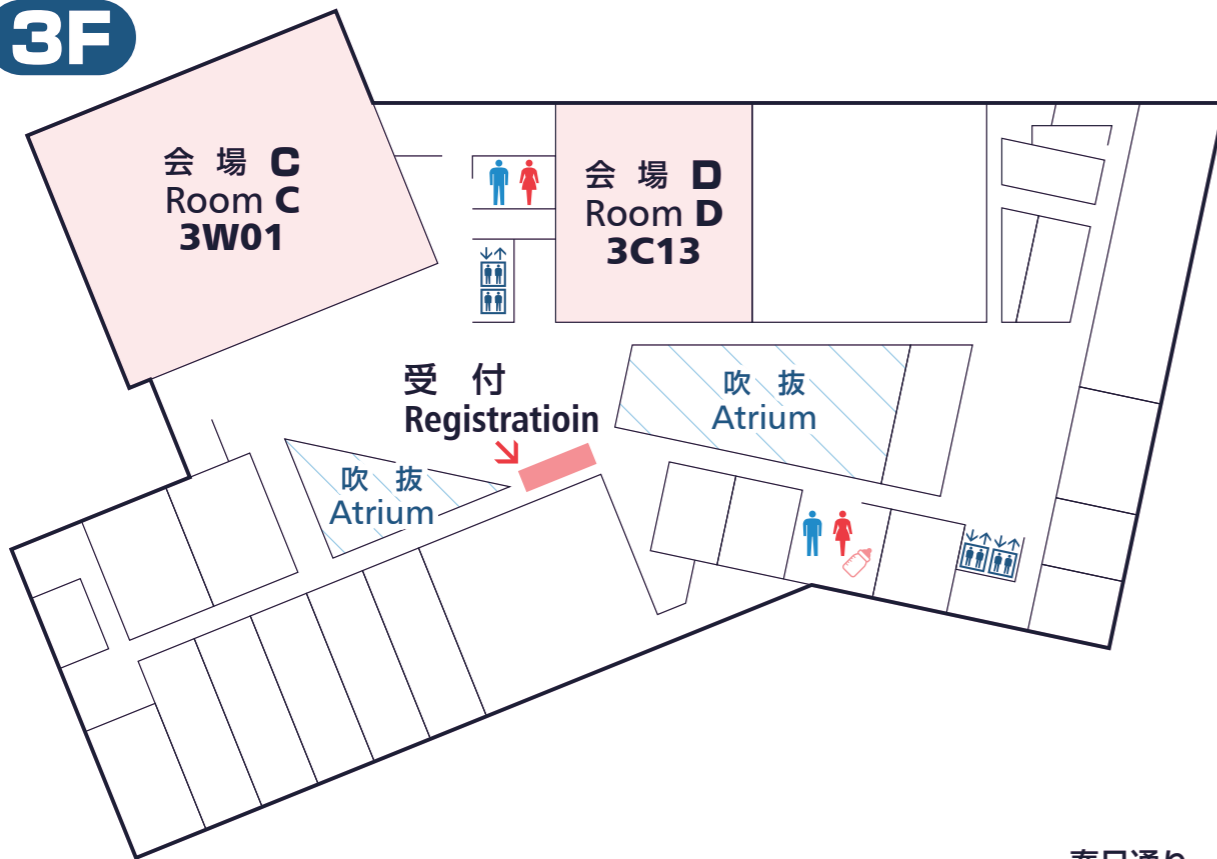 3F
会 場 C
Room C
3W01
会 場 D
Room D
3C13
受 付
Registratioin
吹 抜
Atrium
吹 抜
Atrium